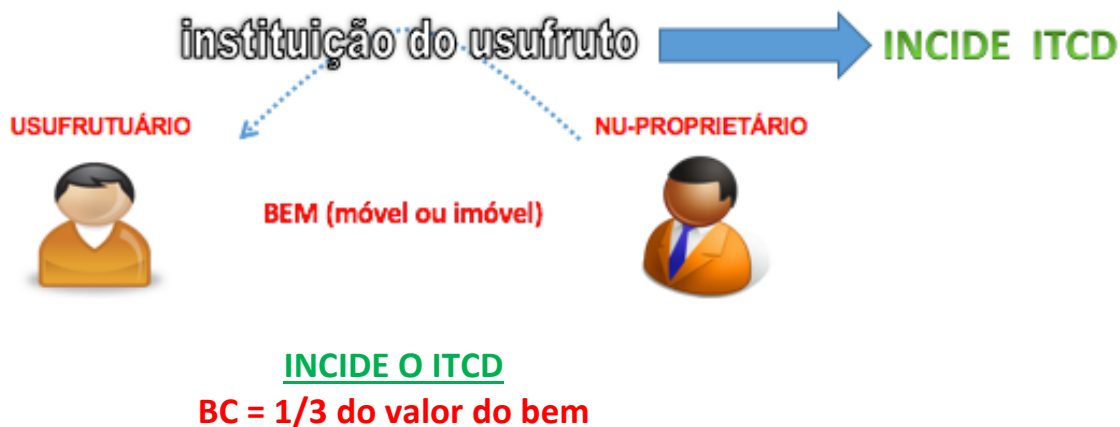 instituição do usufruto
INCIDE ITCD
USUFRUTUÁRIO
NU-PROPRIETÁRIO
BEM (móvel ou imóvel)
INCIDE O ITCD
BC = 1/3 do valor do bem